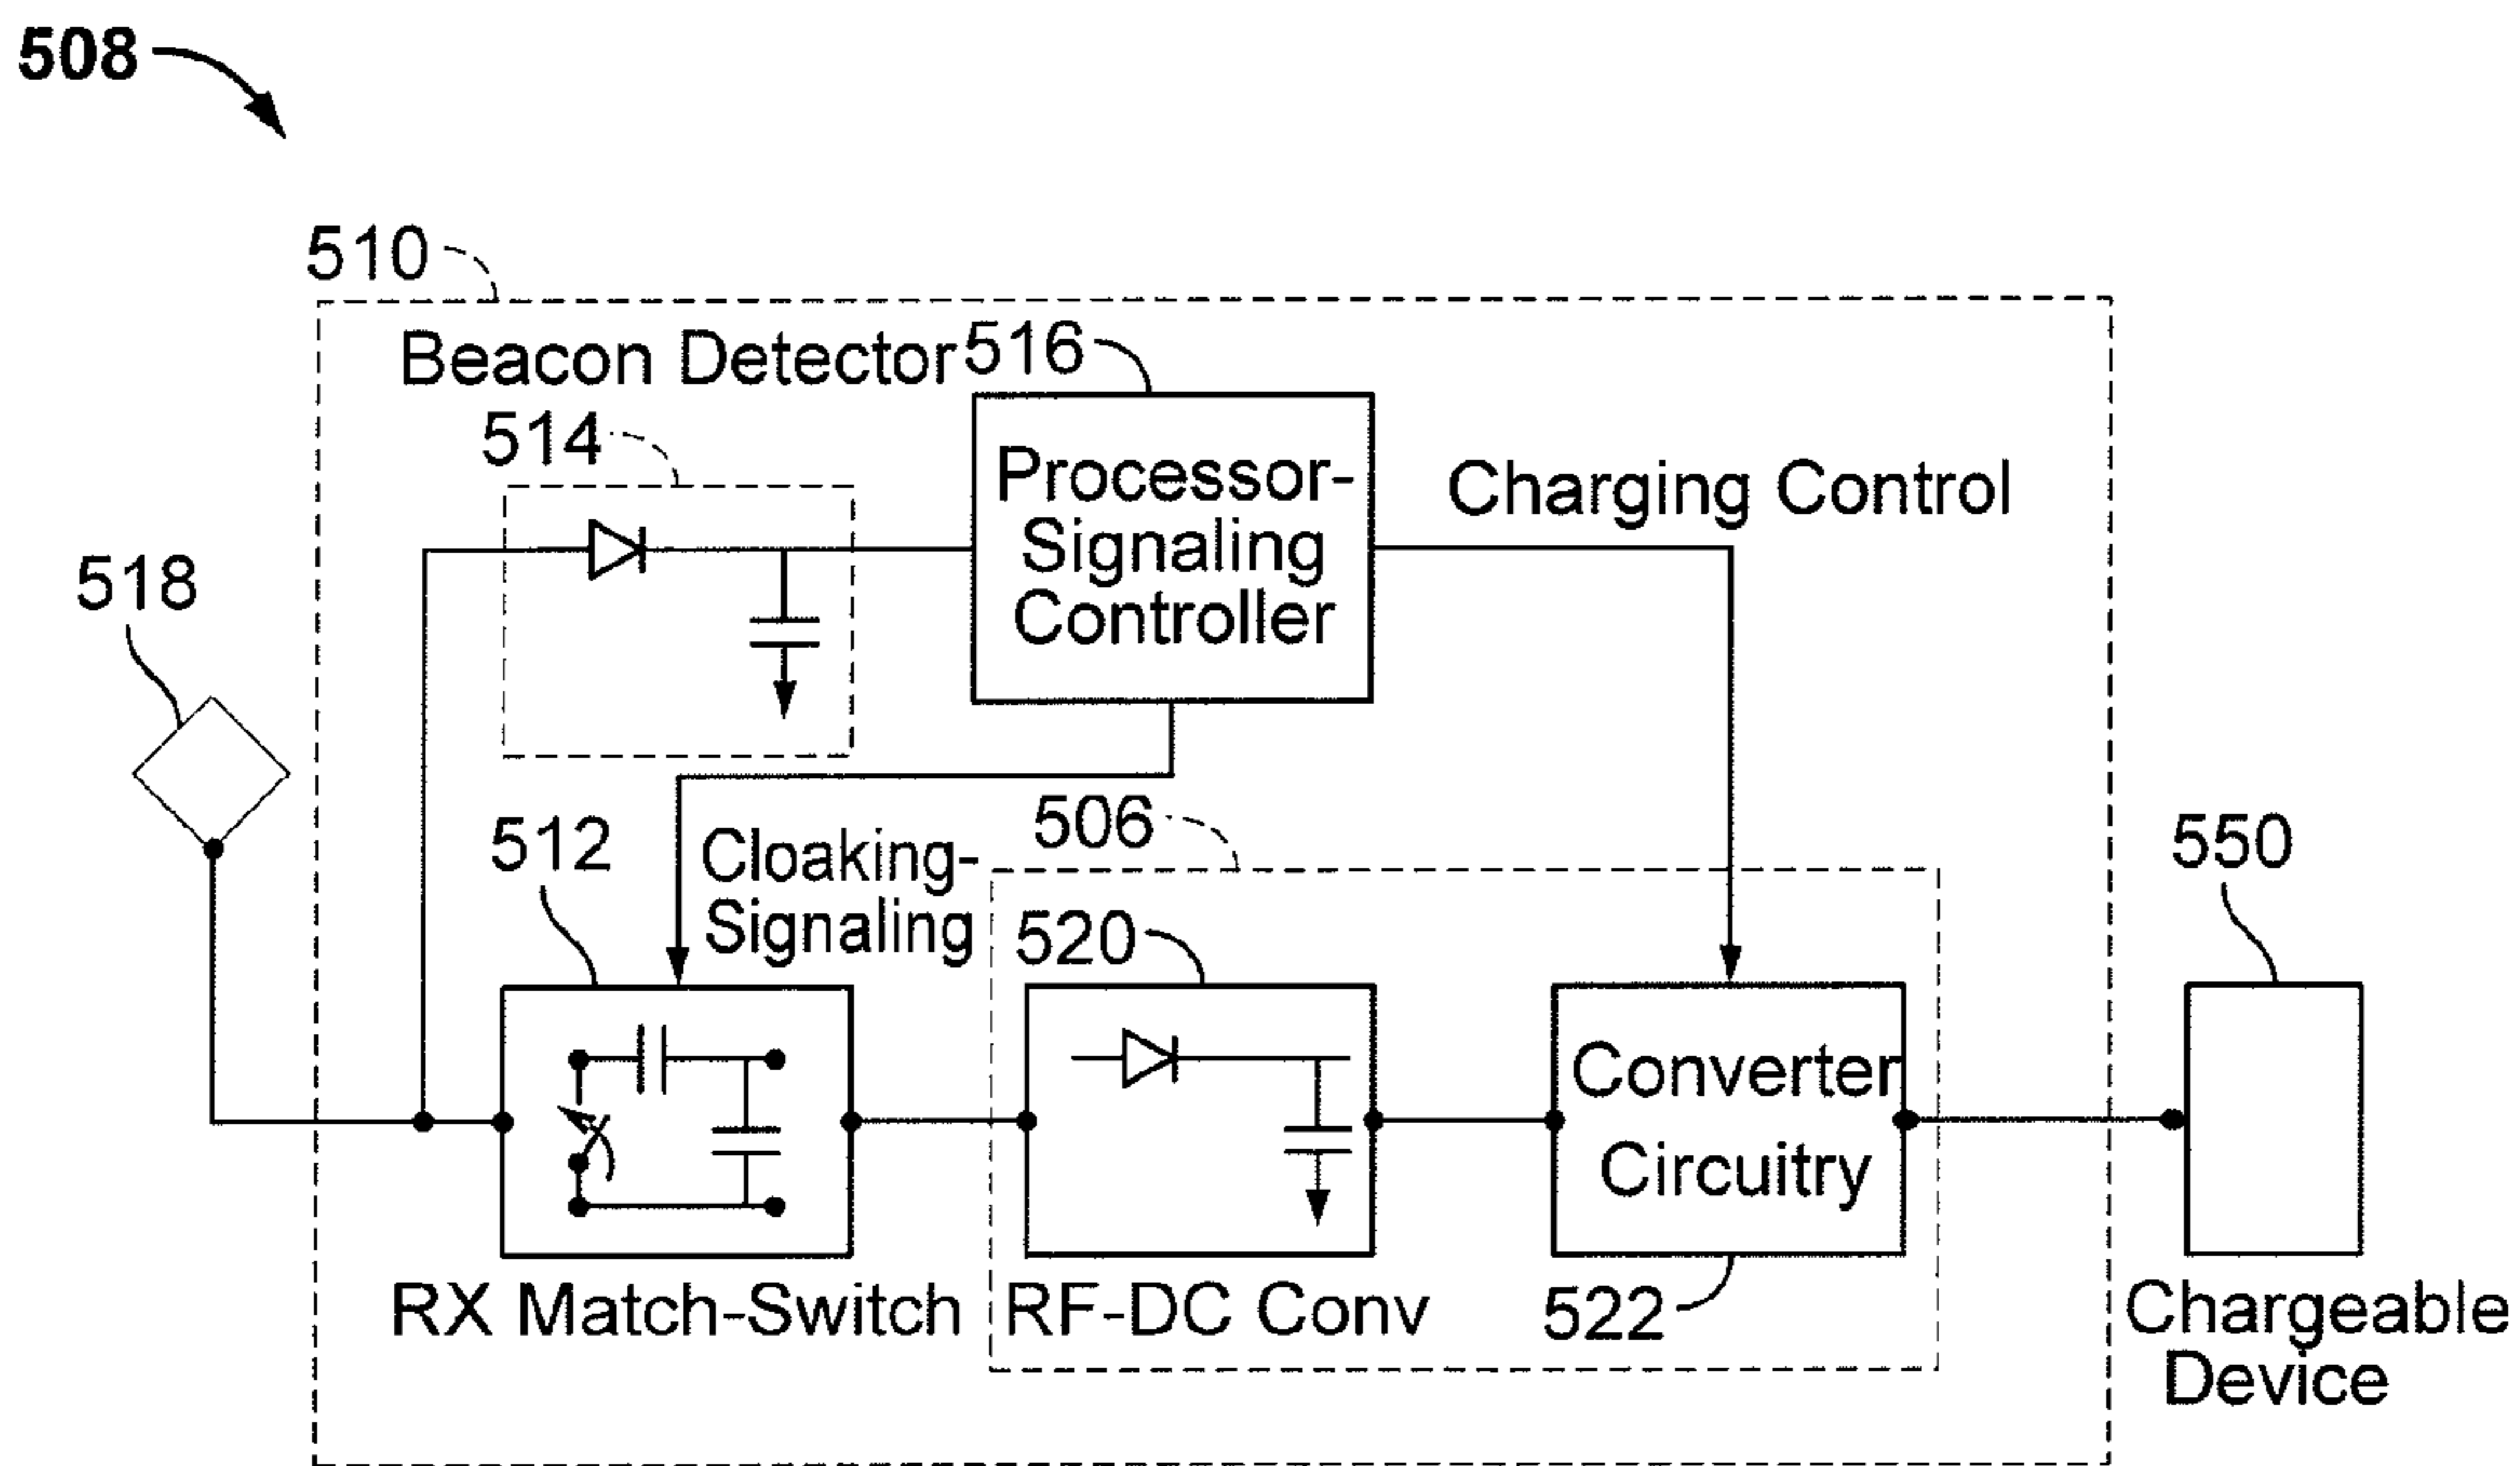 508
510
Beacon Detector
516
514
Processor-
Signaling
Controller
Charging Control
518
512
Cloaking-
Signaling
506
520
550
Converter
Circuitry
RX Match-Switch
RF-DC Conv
522
Chargeable
Device